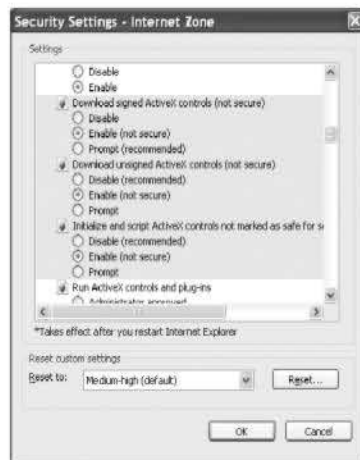 Security Settings - Internet Zone
Settings
Disable
Enable
Download signed ActiveX controls (not secure)
Disable
Enable (not secure)
Prompt (recommended)
Download unsigned ActiveX controls (not secure)
Disable (recommended)
Enable (not secure)
Prompt
Initialize and script ActiveX controls not marked as safe for s
Disable (recommended)
Enable (not secure)
Prompt
Run ActiveX controls and plug-ins
Administrator approved
*Takes effect after you restart Internet Explorer
Reset custom settings
Reset to: Medium-high (default) Reset...
OK Cancel